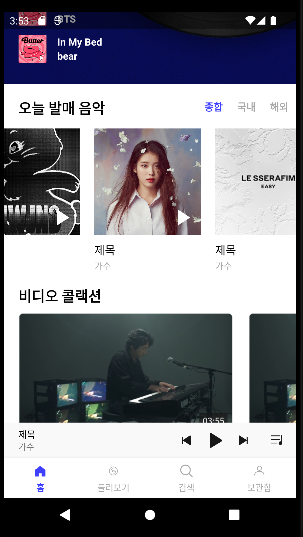 3:53
BTS
Butter
In My Bed
bear
오늘 발매 음악
종합 국내 해외
LE SSERAFIM
EASY
제목
가수
제목
가수
비디오 콜랙션
03:55
제목
가수
홈 둘러보기 검색 보관함